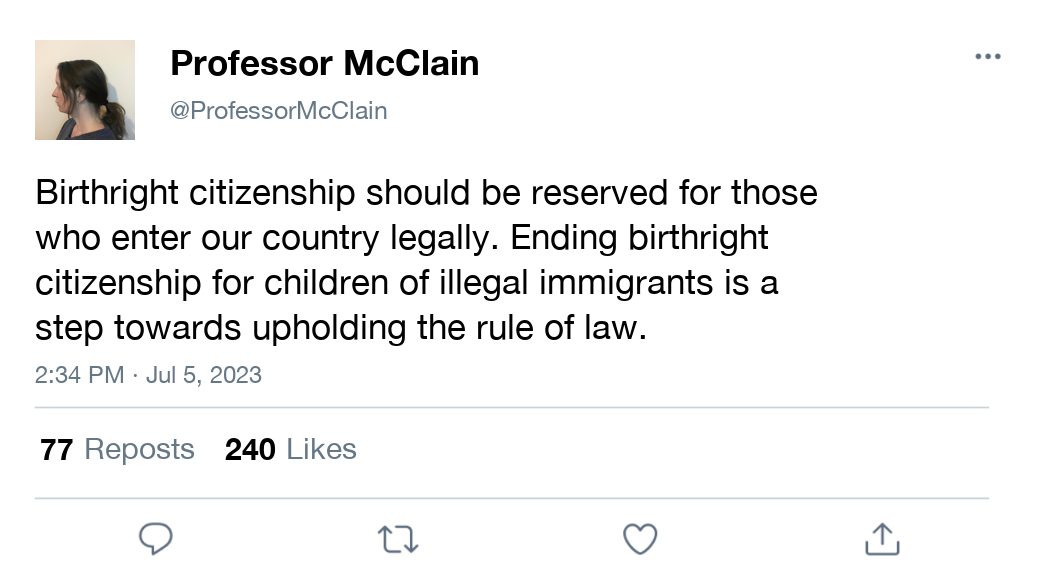 Professor McClain
@ProfessorMcClain
Birthright citizenship should be reserved for those
who enter our country legally. Ending birthright
citizenship for children of illegal immigrants is a
step towards upholding the rule of law.
2:34 PM · Jul 5, 2023
77 Reposts 240 Likes